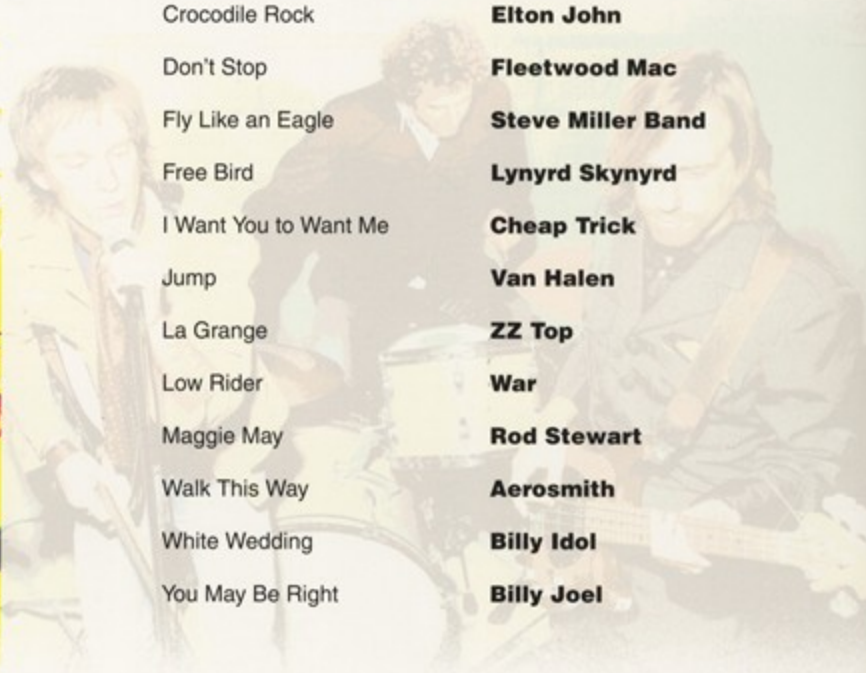 Crocodile Rock Elton John
Don't Stop Fleetwood Mac
Fly Like an Eagle Steve Miller Band
Free Bird Lynyrd Skynyrd
I Want You to Want Me Cheap Trick
Jump Van Halen
La Grange ZZ Top
Low Rider War
Maggie May Rod Stewart
Walk This Way Aerosmith
White Wedding Billy Idol
You May Be Right Billy Joel